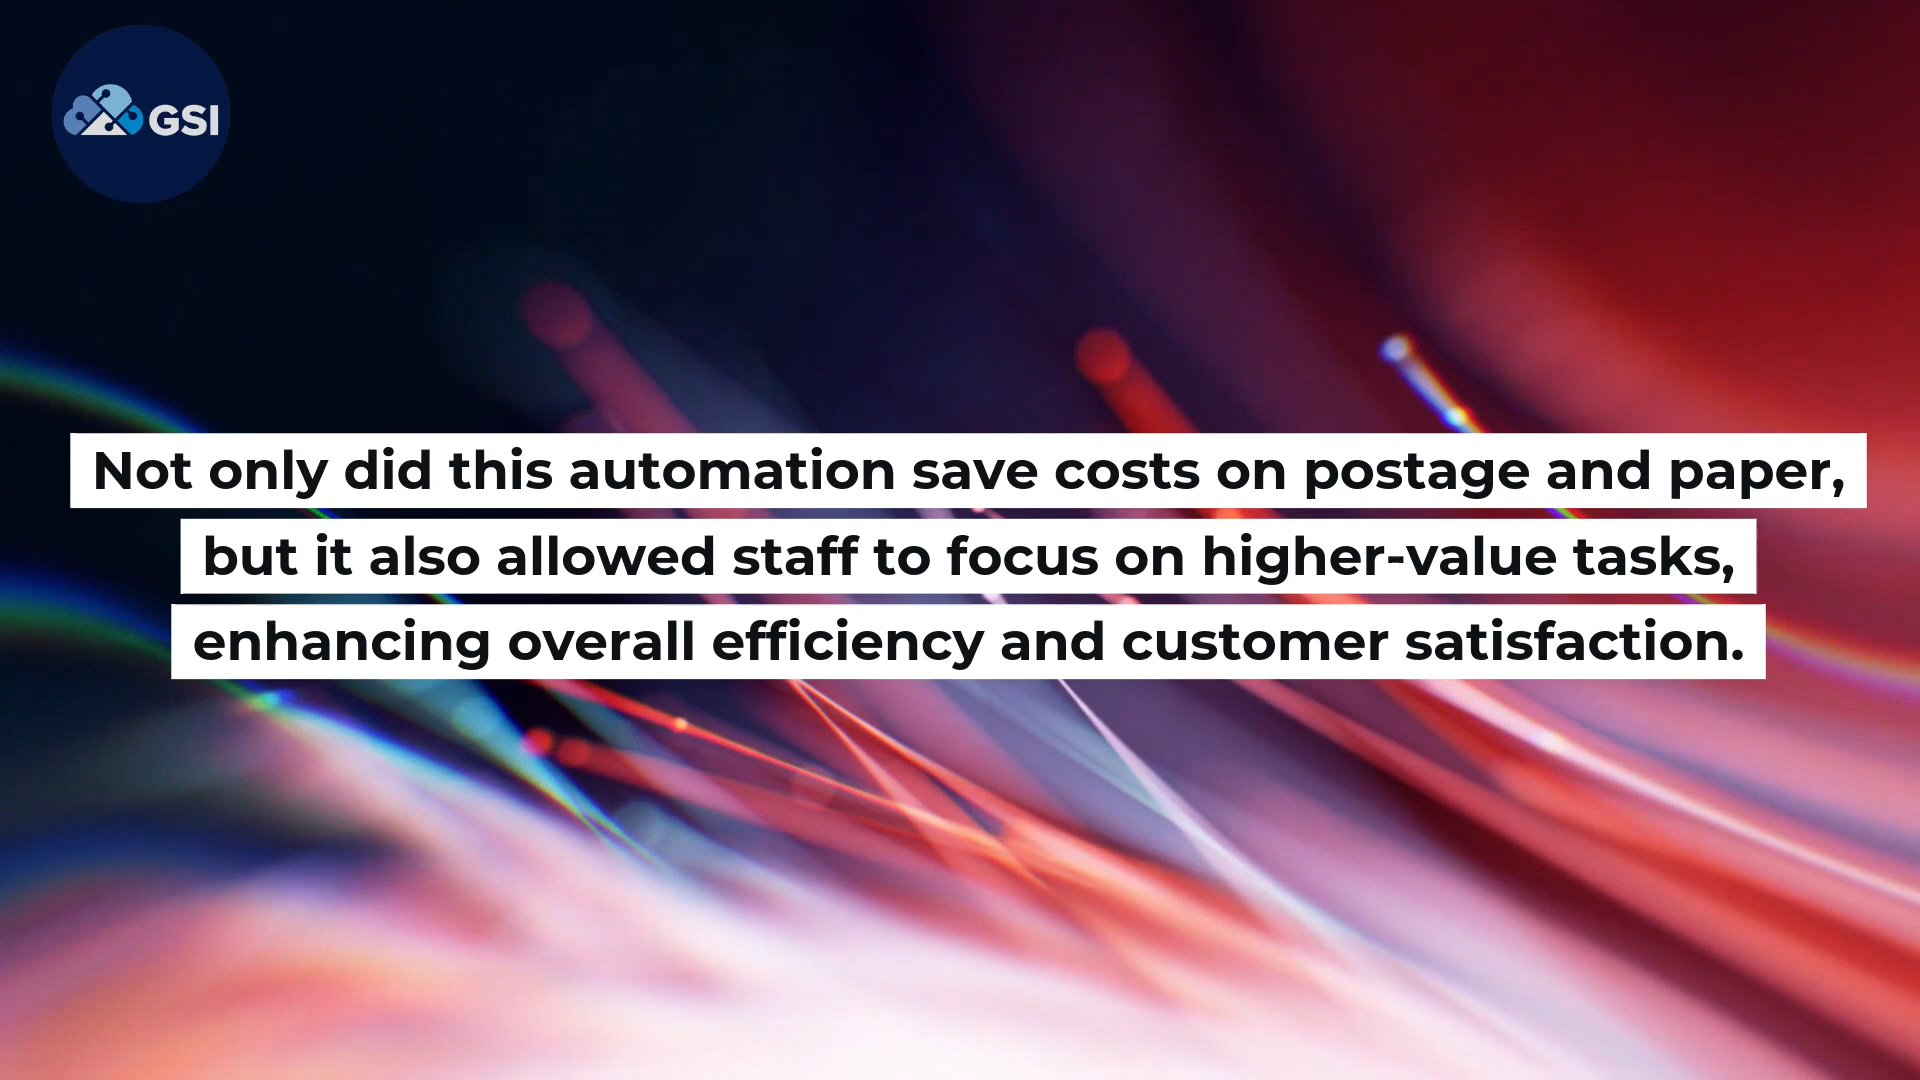 GSI
Not only did this automation save costs on postage and paper,
but it also allowed staff to focus on higher-value tasks,
enhancing overall efficiency and customer satisfaction.